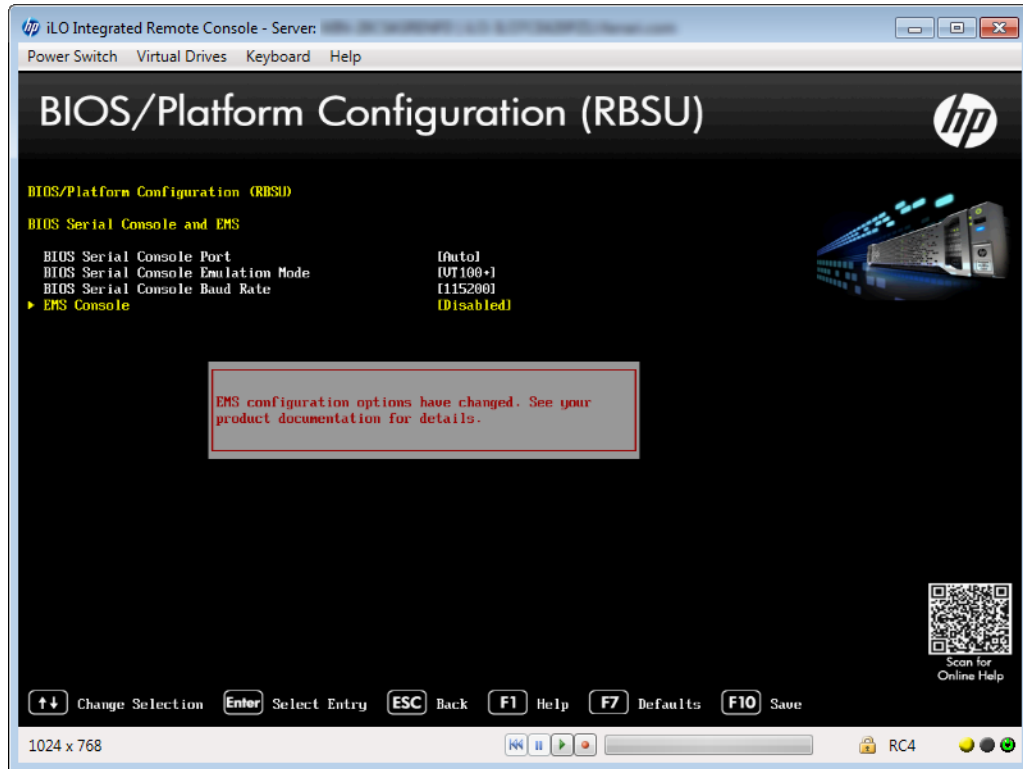 iLO Integrated Remote Console - Server:
Power Switch Virtual Drives Keyboard Help
BIOS/Platform Configuration (RBSU)
hp
BIOS/Platform Configuration (RBSU)
BIOS Serial Console and EMS
BIOS Serial Console Port [Auto]
BIOS Serial Console Emulation Mode [VT100+]
BIOS Serial Console Baud Rate [115200]
EMS Console [Disabled]
EMS configuration options have changed. See your
product documentation for details.
Scan for
Online Help
Change Selection Enter Select Entry ESC Back F1 Help F7 Defaults F10 Save
1024 x 768 RC4